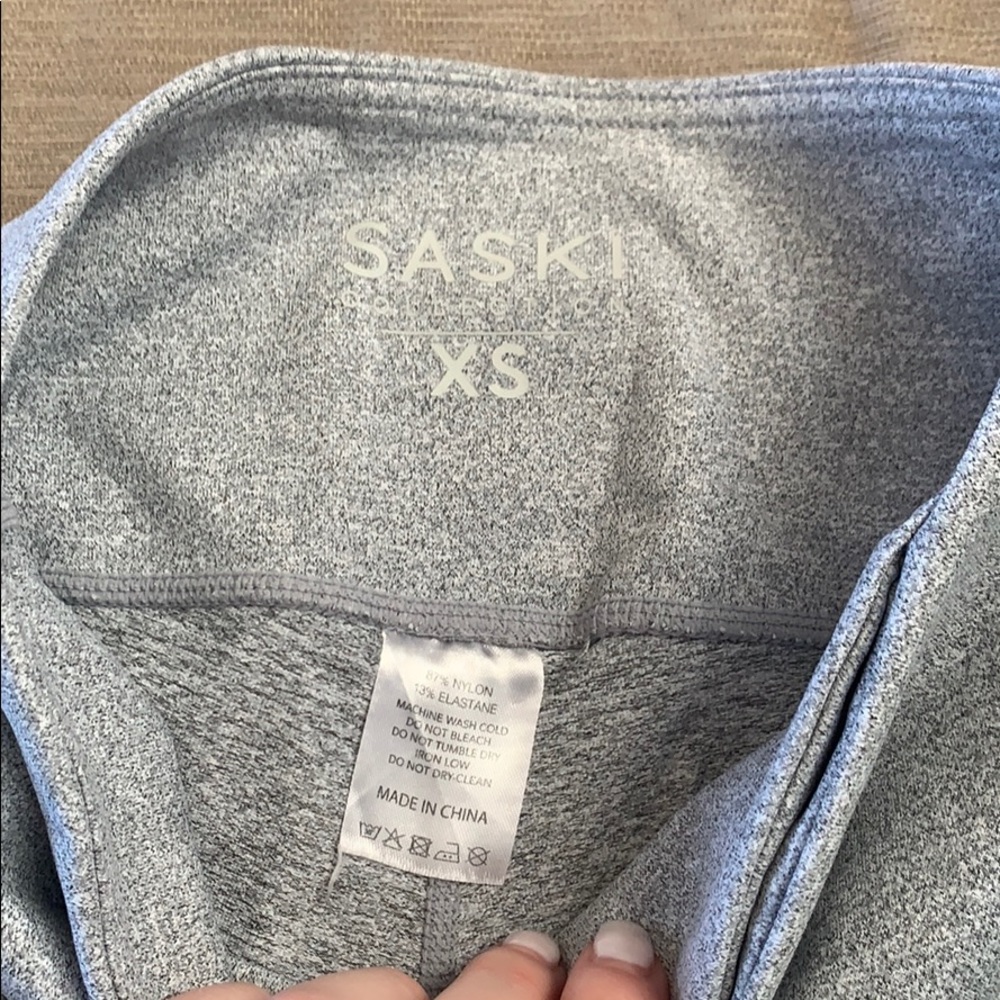 SASKI
COLLECTION
XS
87% NYLON
13% ELASTANE
MACHINE WASH COLD
DO NOT BLEACH
DO NOT TUMBLE DRY
IRON LOW
DO NOT DRY-CLEAN
MADE IN CHINA